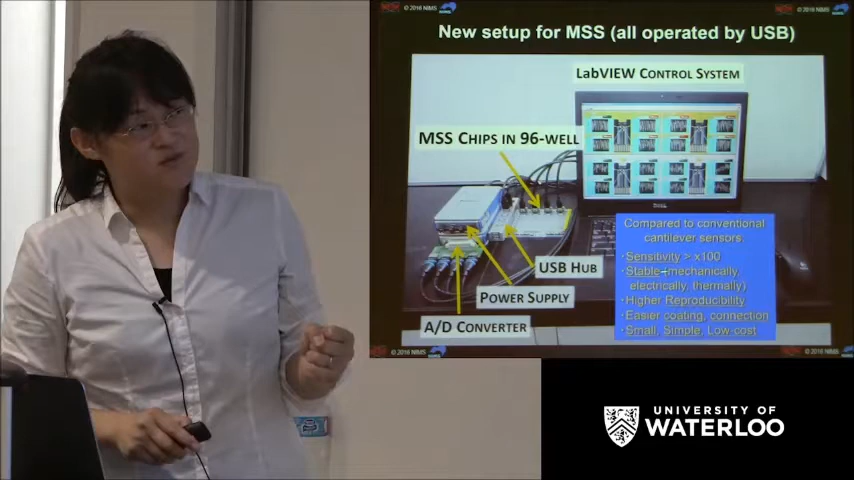 © 2016 NIMS
© 2016 NIMS
New setup for MSS (all operated by USB)
LABVIEW CONTROL SYSTEM
MSS CHIPS IN 96-WELL
DELL
Compared to conventional
cantilever sensors:
· Sensitivity > x100
· Stable (mechanically,
electrically, thermally)
· Higher Reproducibility
· Easier coating, connection
· Small, Simple, Low-cost
USB HUB
POWER SUPPLY
A/D CONVERTER
© 2016 NIMS
© 2016 NIMS
UNIVERSITY OF
WATERLOO